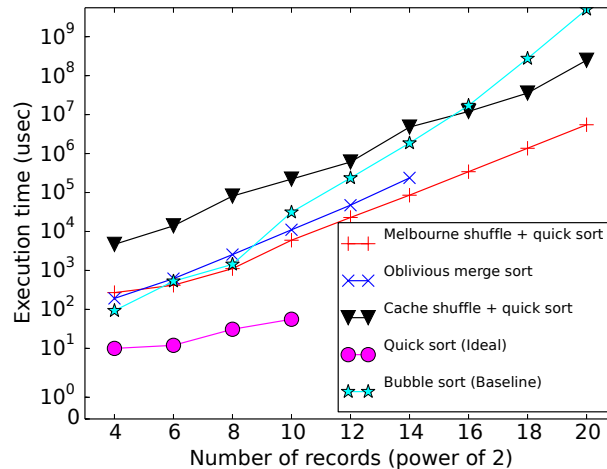 Execution time (usec)
10^9
10^8
10^7
10^6
10^5
10^4
10^3
10^2
10^1
10^0
0
Melbourne shuffle + quick sort
Oblivious merge sort
Cache shuffle + quick sort
Quick sort (Ideal)
Bubble sort (Baseline)
4 6 8 10 12 14 16 18 20
Number of records (power of 2)